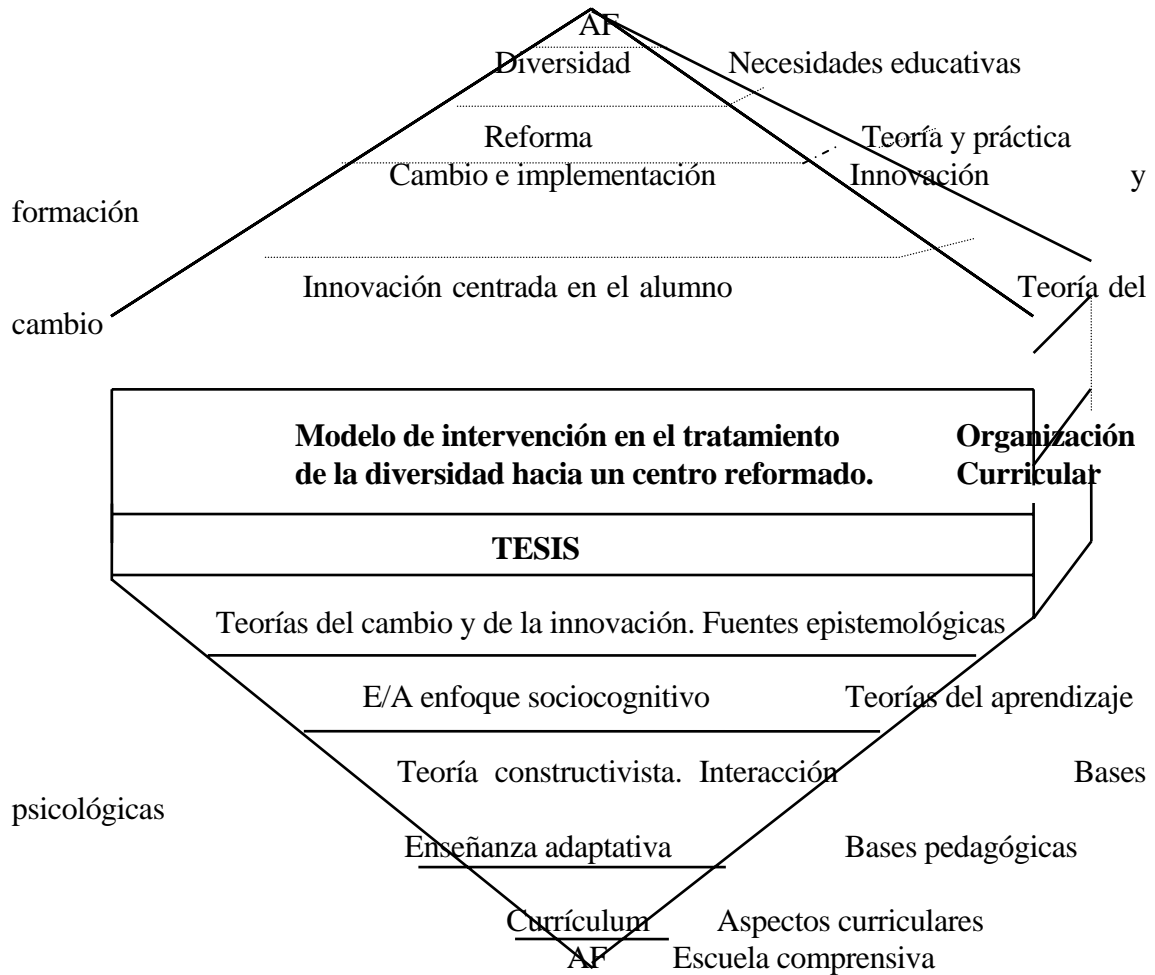 AF
Diversidad Necesidades educativas
Reforma Teoría y práctica
Cambio e implementación Innovación y
formación
Innovación centrada en el alumno Teoría del
cambio
Modelo de intervención en el tratamiento Organización
de la diversidad hacia un centro reformado. Curricular
TESIS
Teorías del cambio y de la innovación. Fuentes epistemológicas
E/A enfoque sociocognitivo Teorías del aprendizaje
Teoría constructivista. Interacción Bases
psicológicas
Enseñanza adaptativa Bases pedagógicas
Currículum Aspectos curriculares
AF Escuela comprensiva